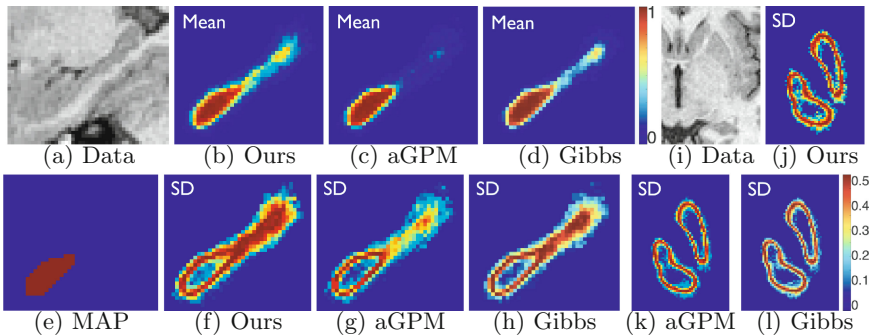 Mean
Mean
Mean
1
0
SD
(a) Data
(b) Ours
(c) aGPM
(d) Gibbs
(i) Data
(j) Ours
SD
SD
SD
SD
SD
0.5
0.4
0.3
0.2
0.1
0
(e) MAP
(f) Ours
(g) aGPM
(h) Gibbs
(k) aGPM
(l) Gibbs